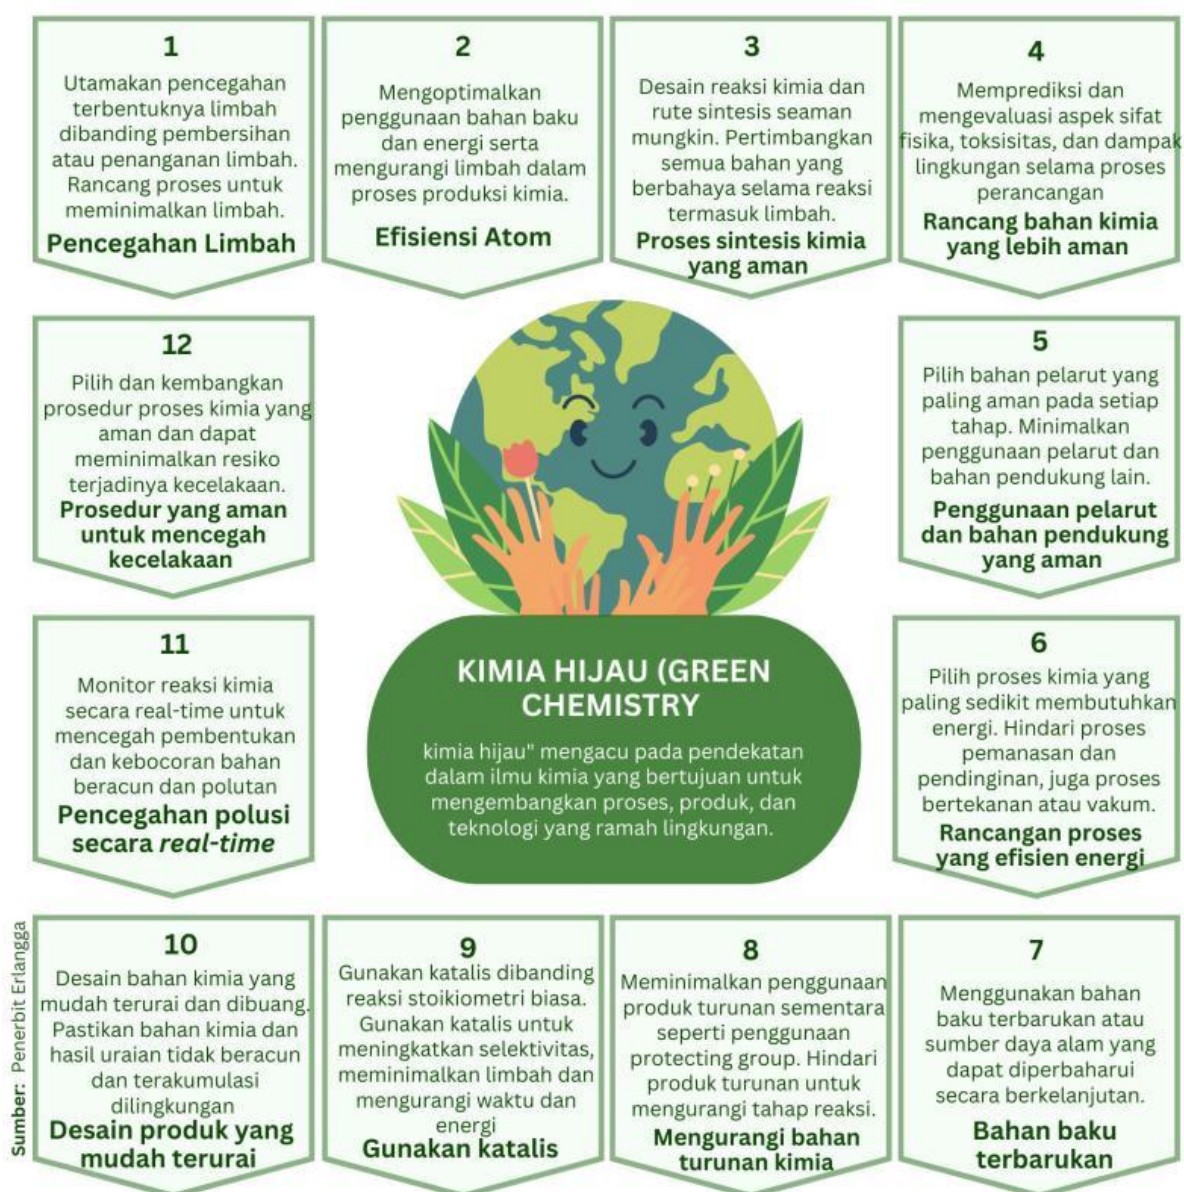 1
Utamakan pencegahan
terbentuknya limbah
dibanding pembersihan
atau penanganan limbah.
Rancang proses untuk
meminimalkan limbah.
Pencegahan Limbah
2
Mengoptimalkan
penggunaan bahan baku
dan energi serta
mengurangi limbah dalam
proses produksi kimia.
Efisiensi Atom
3
Desain reaksi kimia dan
rute sintesis seaman
mungkin. Pertimbangkan
semua bahan yang
berbahaya selama reaksi
termasuk limbah.
Proses sintesis kimia
yang aman
4
Memprediksi dan
mengevaluasi aspek sifat
fisika, toksisitas, dan dampak
lingkungan selama proses
perancangan
Rancang bahan kimia
yang lebih aman
12
Pilih dan kembangkan
prosedur proses kimia yang
aman dan dapat
meminimalkan resiko
terjadinya kecelakaan.
Prosedur yang aman
untuk mencegah
kecelakaan
5
Pilih bahan pelarut yang
paling aman pada setiap
tahap. Minimalkan
penggunaan pelarut dan
bahan pendukung lain.
Penggunaan pelarut
dan bahan pendukung
yang aman
11
Monitor reaksi kimia
secara real-time untuk
mencegah pembentukan
dan kebocoran bahan
beracun dan polutan
Pencegahan polusi
secara real-time
KIMIA HIJAU (GREEN
CHEMISTRY
kimia hijau" mengacu pada pendekatan
dalam ilmu kimia yang bertujuan untuk
mengembangkan proses, produk, dan
teknologi yang ramah lingkungan.
6
Pilih proses kimia yang
paling sedikit membutuhkan
energi. Hindari proses
pemanasan dan
pendinginan, juga proses
bertekanan atau vakum.
Rancangan proses
yang efisien energi
Sumber: Penerbit Erlangga
10
Desain bahan kimia yang
mudah terurai dan dibuang.
Pastikan bahan kimia dan
hasil uraian tidak beracun
dan terakumulasi
dilingkungan
Desain produk yang
mudah terurai
9
Gunakan katalis dibanding
reaksi stoikiometri biasa.
Gunakan katalis untuk
meningkatkan selektivitas,
meminimalkan limbah dan
mengurangi waktu dan
energi
Gunakan katalis
8
Meminimalkan penggunaan
produk turunan sementara
seperti penggunaan
protecting group. Hindari
produk turunan untuk
mengurangi tahap reaksi.
Mengurangi bahan
turunan kimia
7
Menggunakan bahan
baku terbarukan atau
sumber daya alam yang
dapat diperbaharui
secara berkelanjutan.
Bahan baku
terbarukan